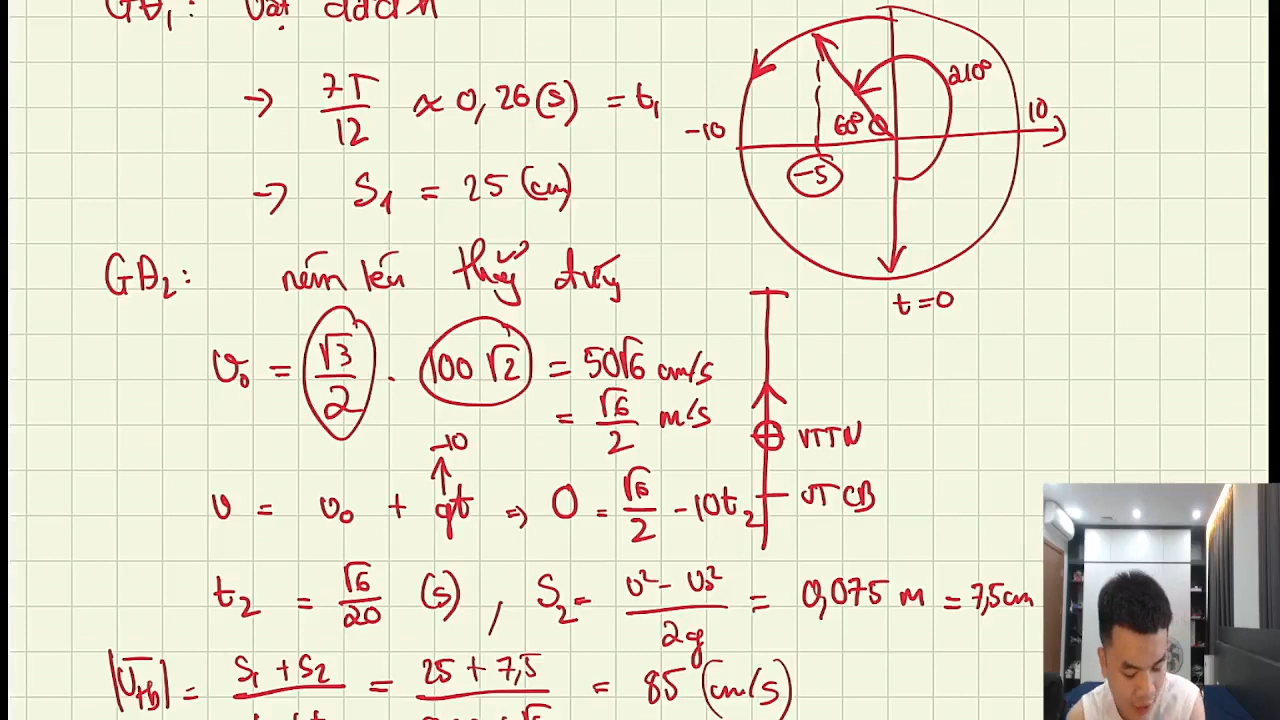 GĐ₁: Vật dđđh
→ 7T/12 ≈ 0,26 (s) = t₁
→ S₁ = 25 (cm)
210°
60°
-10
10
-5
t = 0
GĐ₂: ném lên thẳng đứng
v₀ = √3/2 . 100√2 = 50√6 cm/s
= √6/2 m/s
VTTN
-10
VTCB
v = v₀ + gt ⇒ 0 = √6/2 - 10t₂
t₂ = √6/20 (s), S₂ = (v² - v₀²)/2g = 0,075 m = 7,5cm
|v̄tb| = (S₁ + S₂)/ = (25 + 7,5)/ = 85 (cm/s)